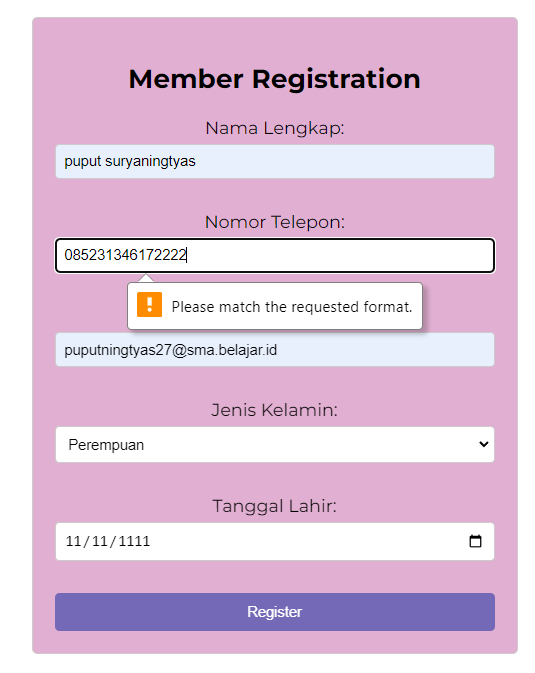 Member Registration
Nama Lengkap:
puput suryaningtyas
Nomor Telepon:
085231346172222
Please match the requested format.
puputningtyas27@sma.belajar.id
Jenis Kelamin:
Perempuan
Tanggal Lahir:
11/11/1111
Register